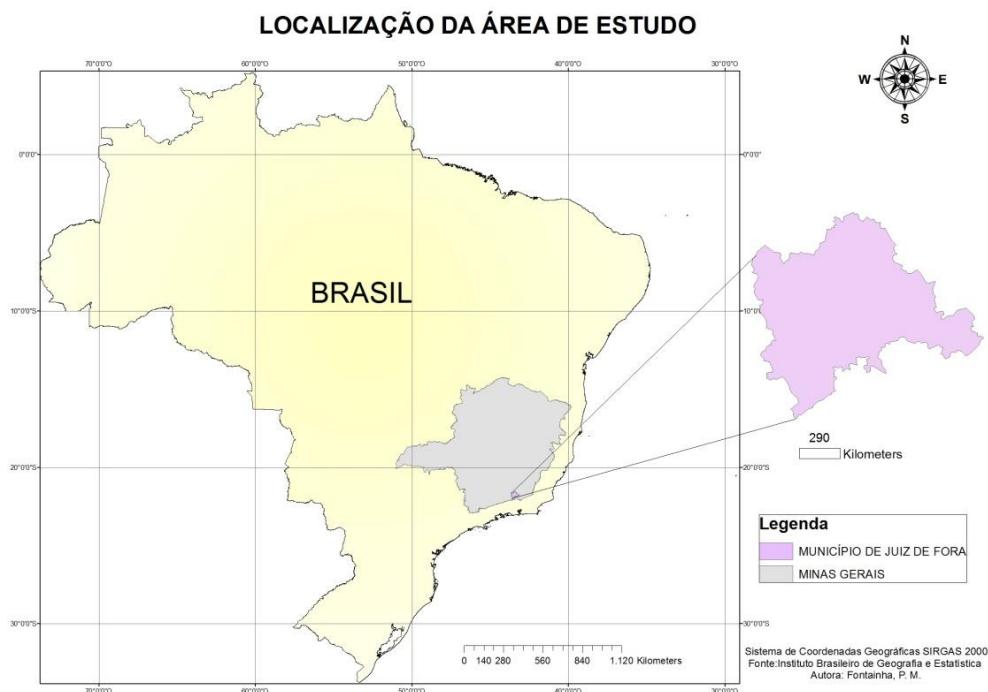 LOCALIZAÇÃO DA ÁREA DE ESTUDO
N
W E
S
70°0'0" 60°0'0" 50°0'0" 40°0'0" 30°0'0"
0°0'0" 0°0'0"
BRASIL
10°0'0"S 10°0'0"S
290
Kilometers
20°0'0"S 20°0'0"S
Legenda
MUNICÍPIO DE JUIZ DE FORA
MINAS GERAIS
30°0'0"S 30°0'0"S
0 140 280 560 840 1.120 Kilometers
Sistema de Coordenadas Geográficas SIRGAS 2000
Fonte:Instituto Brasileiro de Geografia e Estatística
Autora: Fontainha, P. M.
70°0'0" 60°0'0" 50°0'0" 40°0'0" 30°0'0"